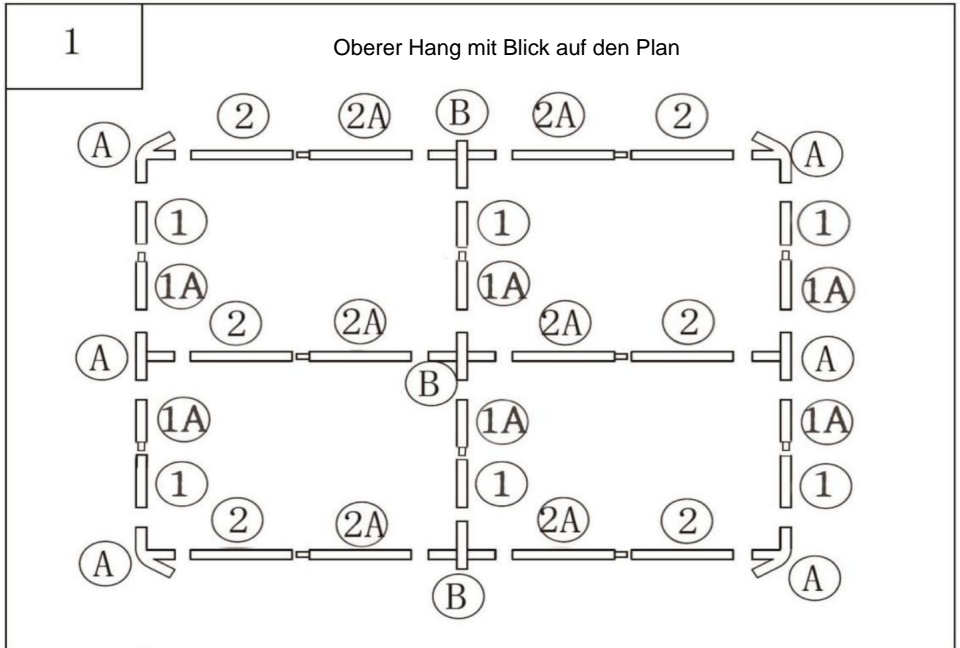 1
Oberer Hang mit Blick auf den Plan
A 2 2A B 2A 2 A
1 1 1
1A 1A 1A
A 2 2A B 2A 2 A
1A 1A 1A
1 1 1
A 2 2A B 2A 2 A